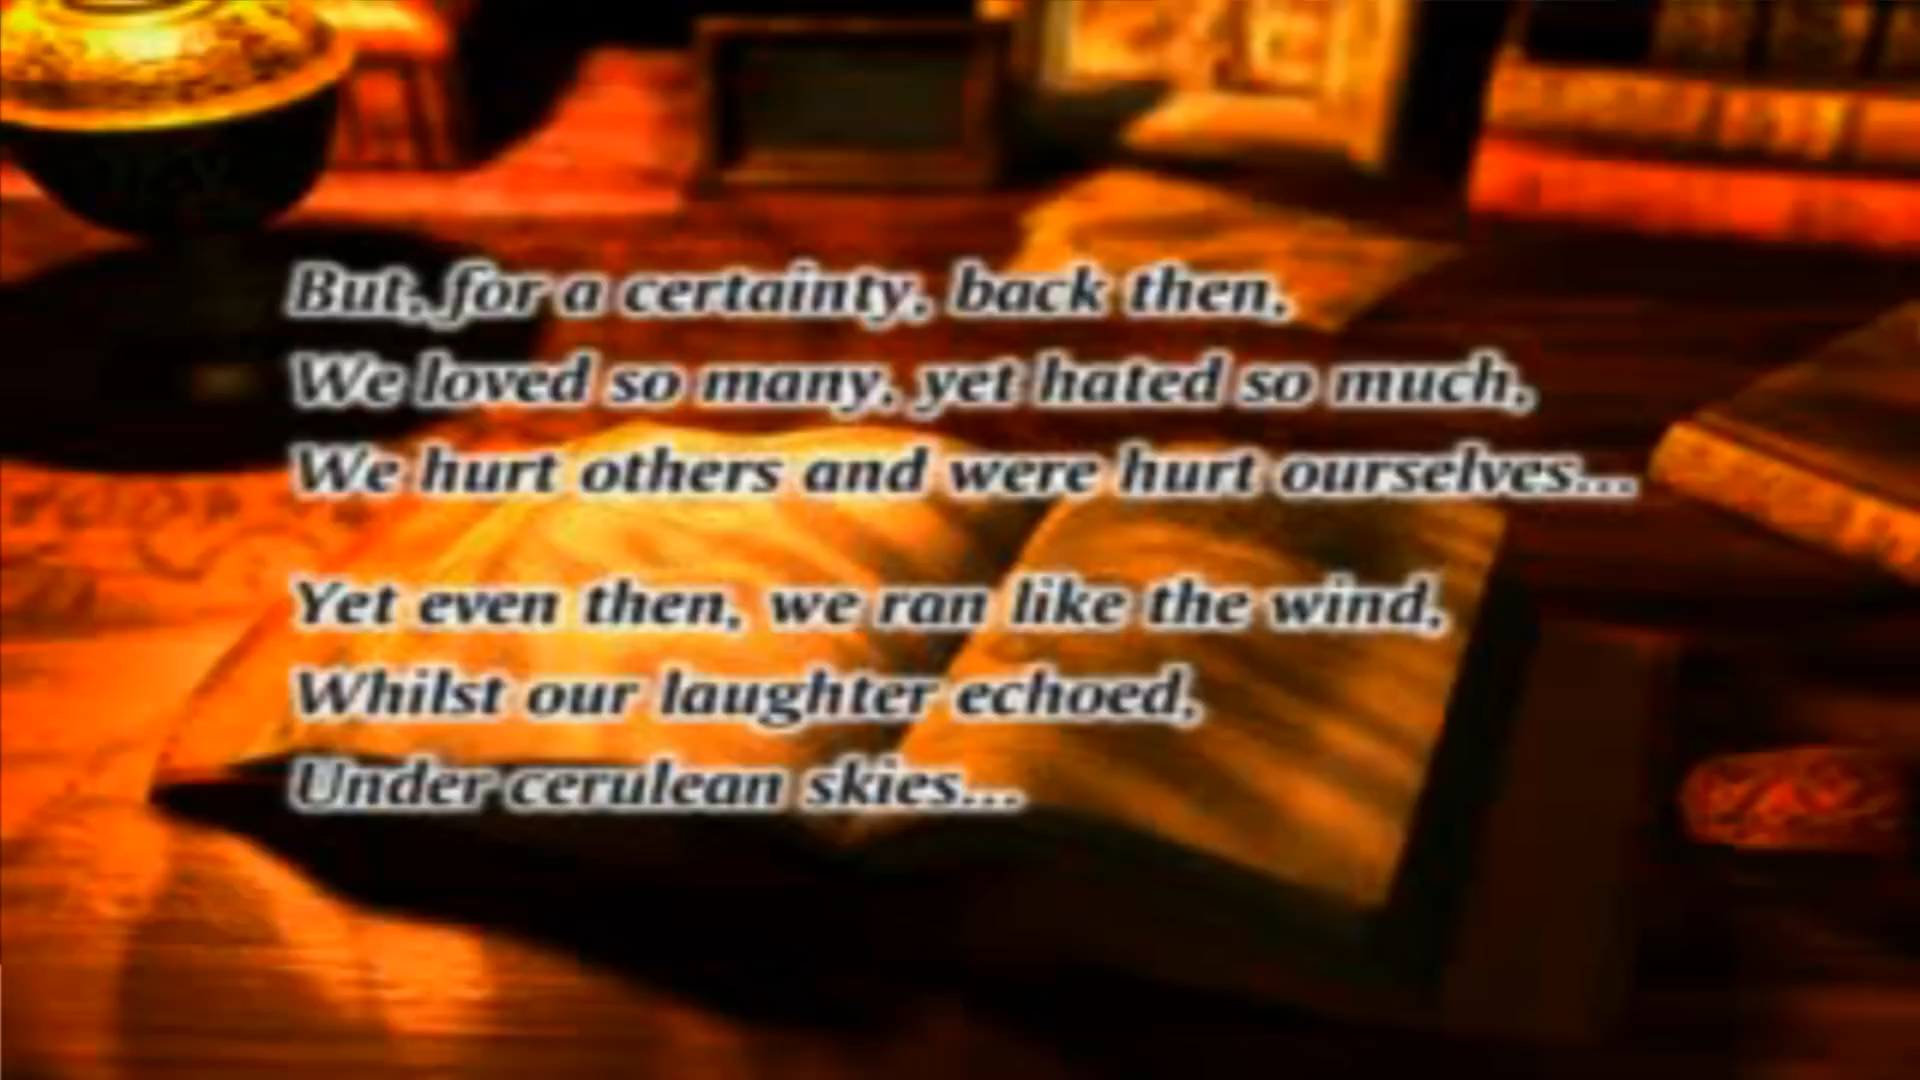 But, for a certainty, back then,
We loved so many, yet hated so much,
We hurt others and were hurt ourselves...
Yet even then, we ran like the wind,
Whilst our laughter echoed,
Under cerulean skies...